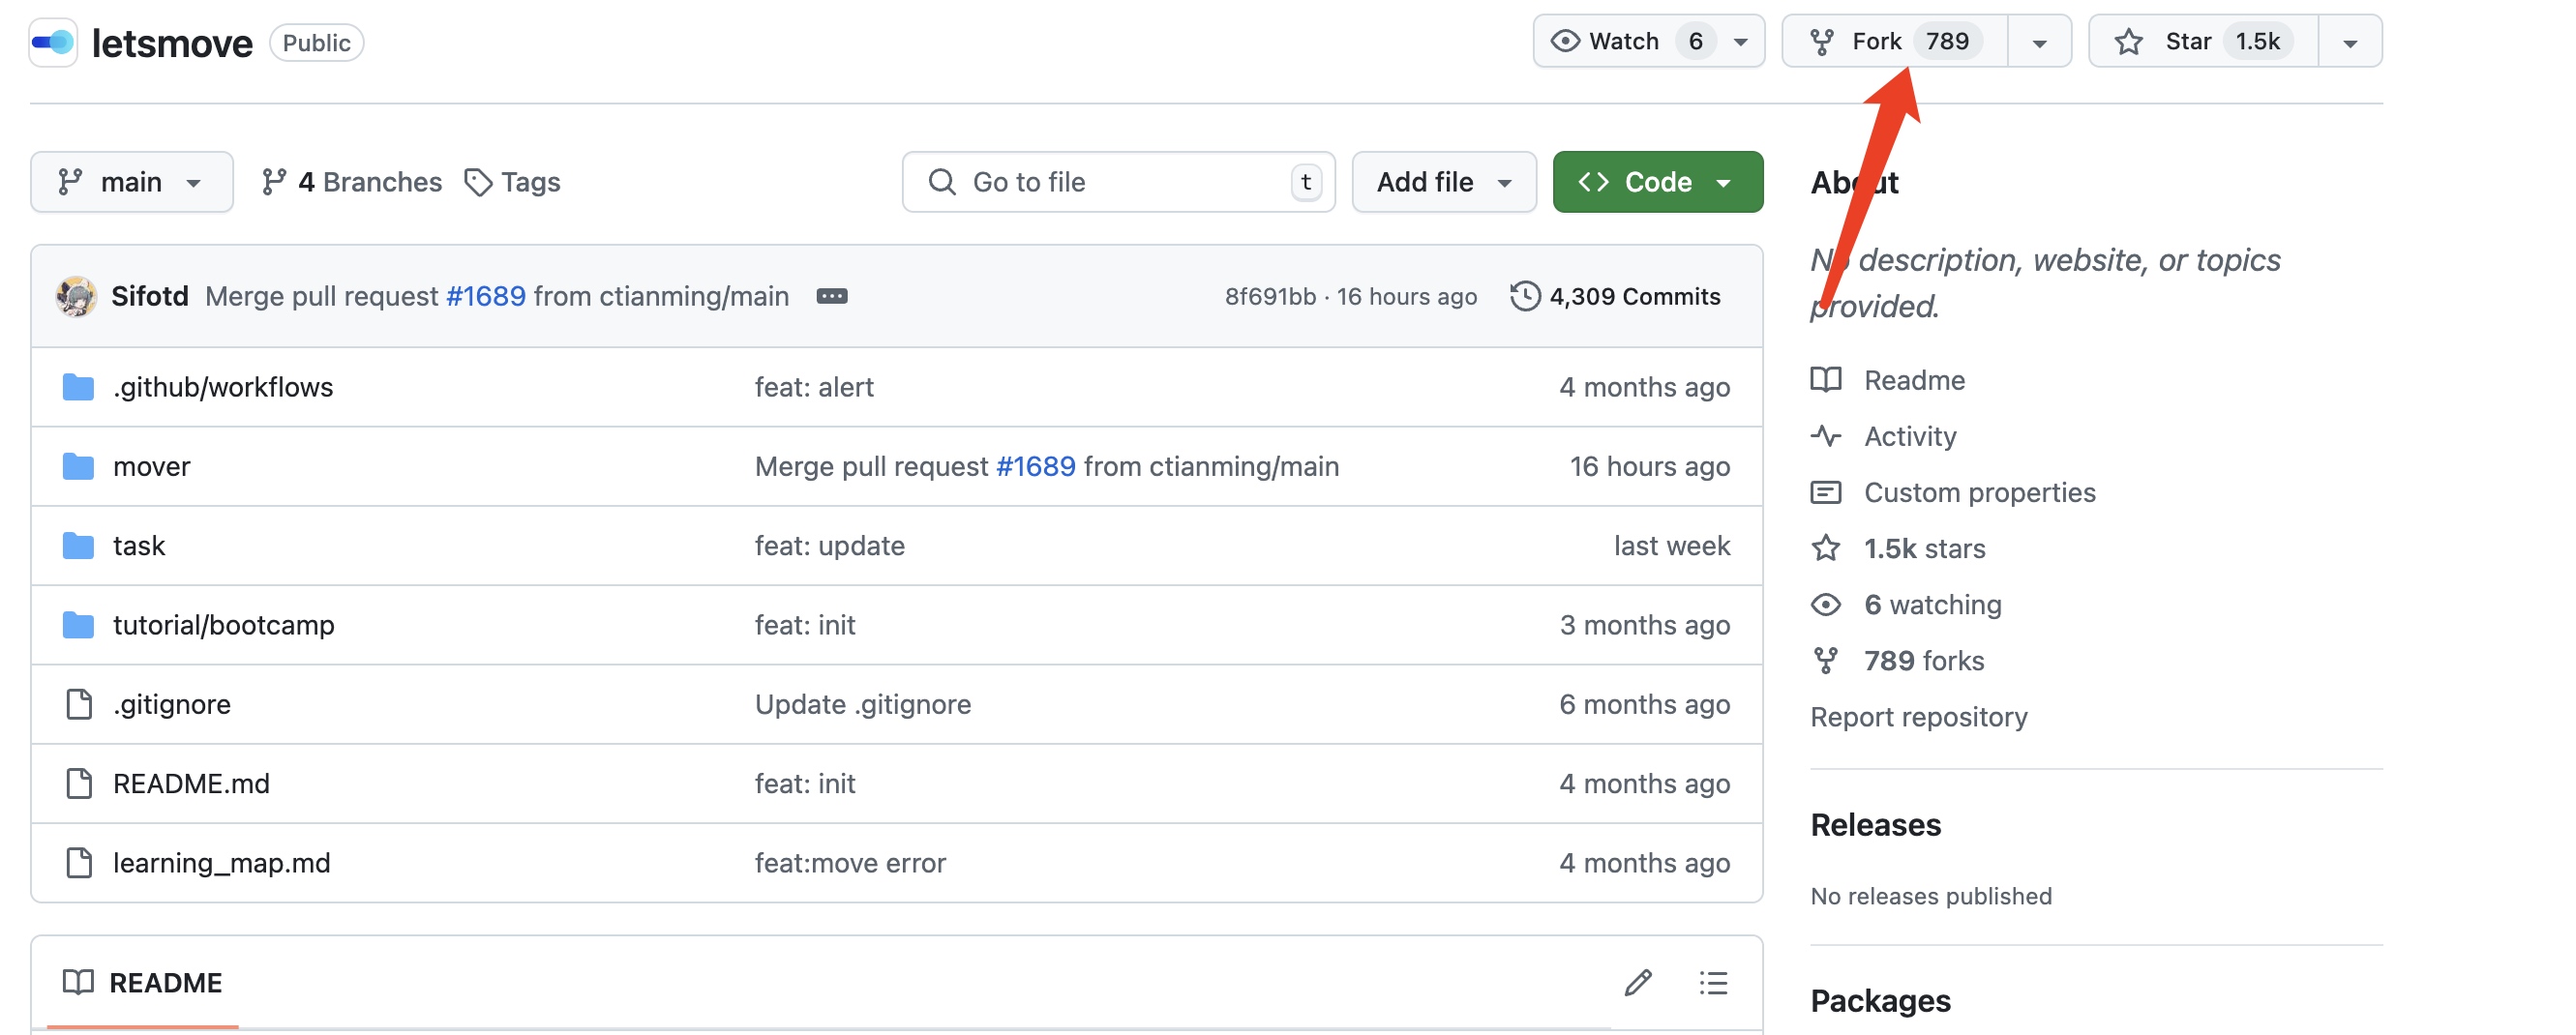 letsmove Public Watch 6 Fork 789 Star 1.5k
main 4 Branches Tags Go to file t Add file Code
Sifotd Merge pull request #1689 from ctianming/main 8f691bb · 16 hours ago 4,309 Commits
.github/workflows feat: alert 4 months ago
mover Merge pull request #1689 from ctianming/main 16 hours ago
task feat: update last week
tutorial/bootcamp feat: init 3 months ago
.gitignore Update .gitignore 6 months ago
README.md feat: init 4 months ago
learning_map.md feat:move error 4 months ago
README
About
No description, website, or topics
provided.
Readme
Activity
Custom properties
1.5k stars
6 watching
789 forks
Report repository
Releases
No releases published
Packages